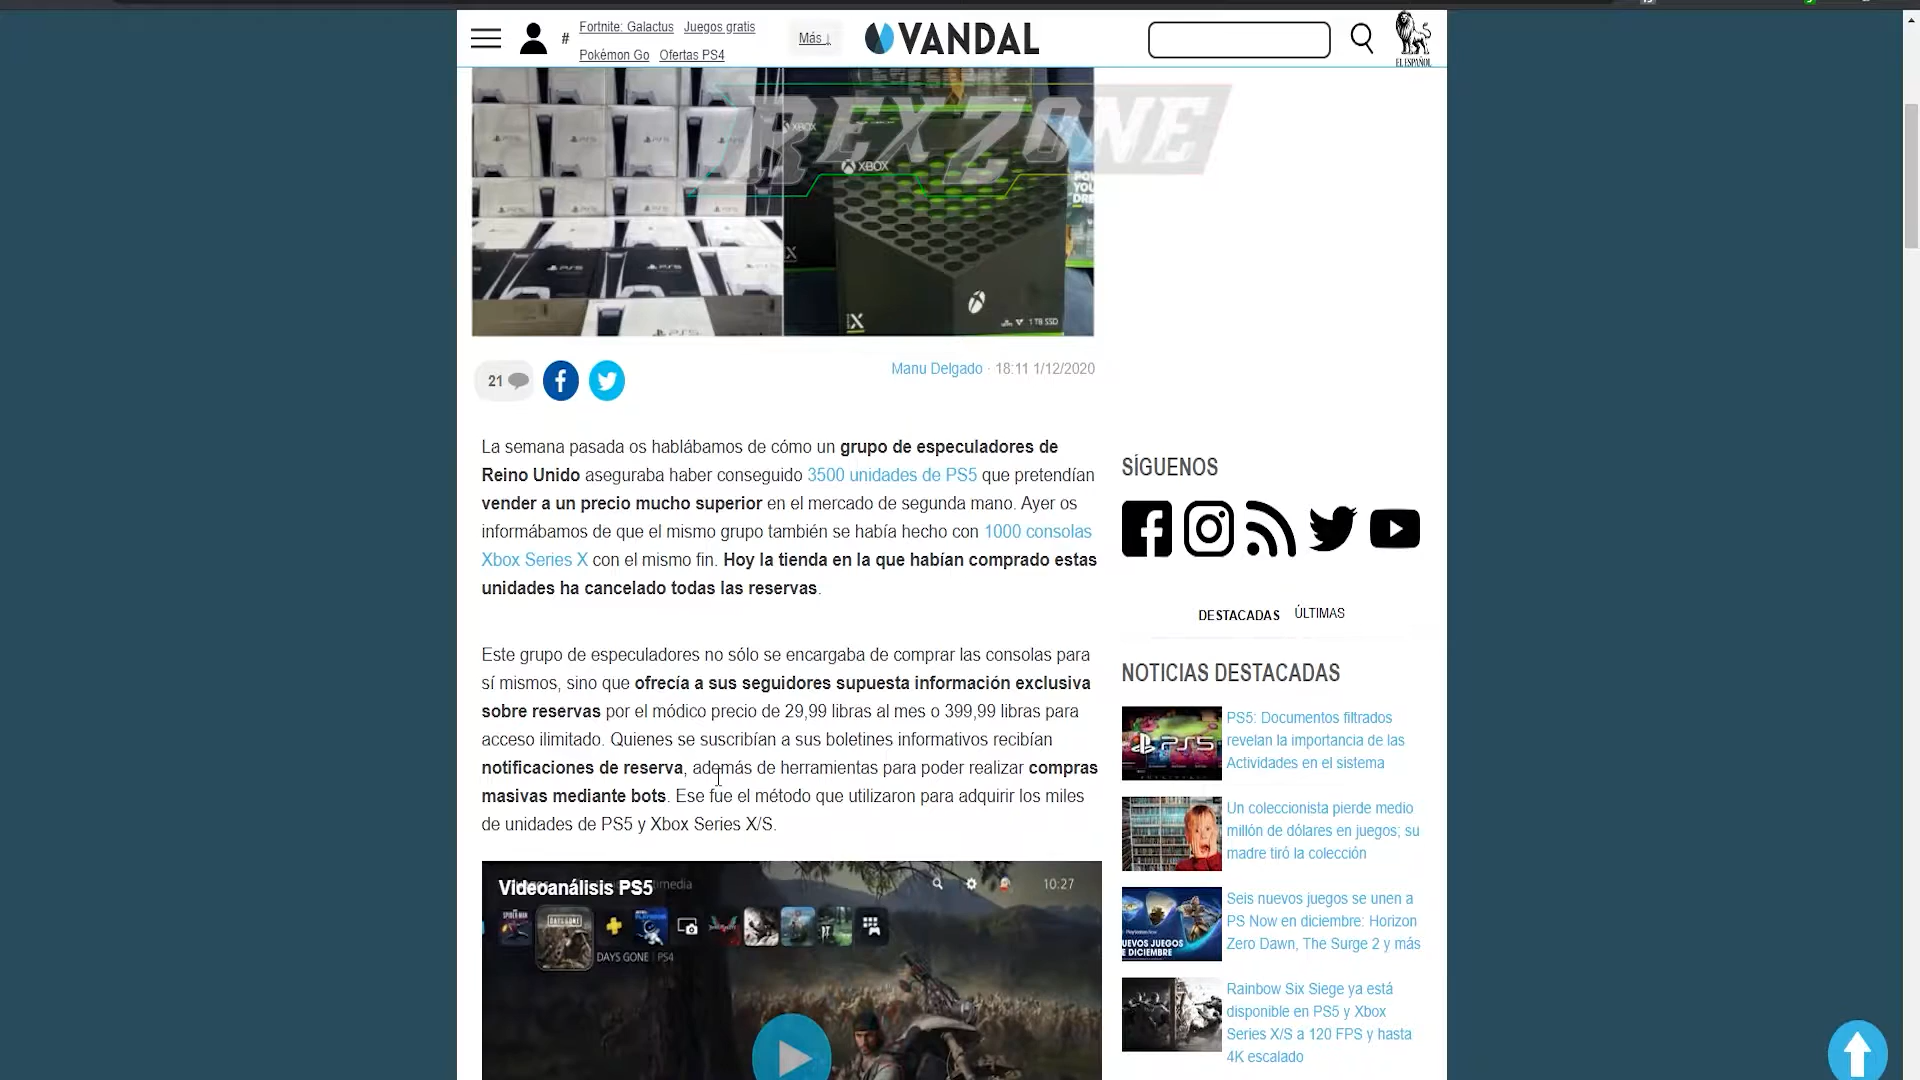 Fortnite: Galactus Juegos gratis
# Más ↓
Pokémon Go Ofertas PS4
VANDAL
EL ESPAÑOL
REX ZONE
XBOX
XBOX
PS5
1 TB SSD
21
Manu Delgado · 18:11 1/12/2020
La semana pasada os hablábamos de cómo un grupo de especuladores de
Reino Unido aseguraba haber conseguido 3500 unidades de PS5 que pretendían
vender a un precio mucho superior en el mercado de segunda mano. Ayer os
informábamos de que el mismo grupo también se había hecho con 1000 consolas
Xbox Series X con el mismo fin. Hoy la tienda en la que habían comprado estas
unidades ha cancelado todas las reservas.
Este grupo de especuladores no sólo se encargaba de comprar las consolas para
sí mismos, sino que ofrecía a sus seguidores supuesta información exclusiva
sobre reservas por el módico precio de 29,99 libras al mes o 399,99 libras para
acceso ilimitado. Quienes se suscribían a sus boletines informativos recibían
notificaciones de reserva, además de herramientas para poder realizar compras
masivas mediante bots. Ese fue el método que utilizaron para adquirir los miles
de unidades de PS5 y Xbox Series X/S.
Videoanálisis PS5
10:27
DAYS GONE | PS4
SÍGUENOS
DESTACADAS ÚLTIMAS
NOTICIAS DESTACADAS
PS5
PS5: Documentos filtrados
revelan la importancia de las
Actividades en el sistema
Un coleccionista pierde medio
millón de dólares en juegos; su
madre tiró la colección
UEVOS JUEGOS
E DICIEMBRE
Seis nuevos juegos se unen a
PS Now en diciembre: Horizon
Zero Dawn, The Surge 2 y más
Rainbow Six Siege ya está
disponible en PS5 y Xbox
Series X/S a 120 FPS y hasta
4K escalado